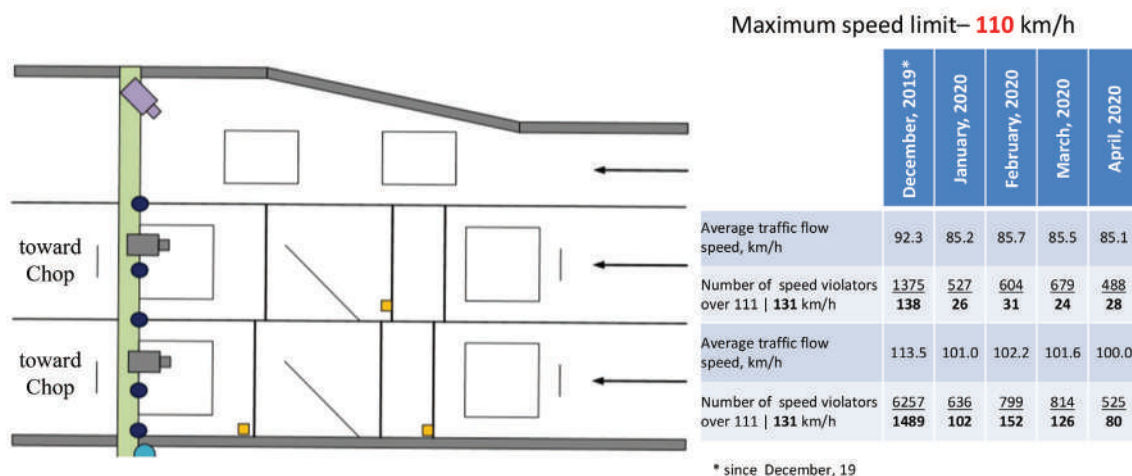 Maximum speed limit– 110 km/h
December, 2019*
January, 2020
February, 2020
March, 2020
April, 2020
toward
Chop
Average traffic flow
speed, km/h
92.3 85.2 85.7 85.5 85.1
Number of speed violators
over 111 | 131 km/h
1375 527 604 679 488
138 26 31 24 28
toward
Chop
Average traffic flow
speed, km/h
113.5 101.0 102.2 101.6 100.0
Number of speed violators
over 111 | 131 km/h
6257 636 799 814 525
1489 102 152 126 80
* since December, 19